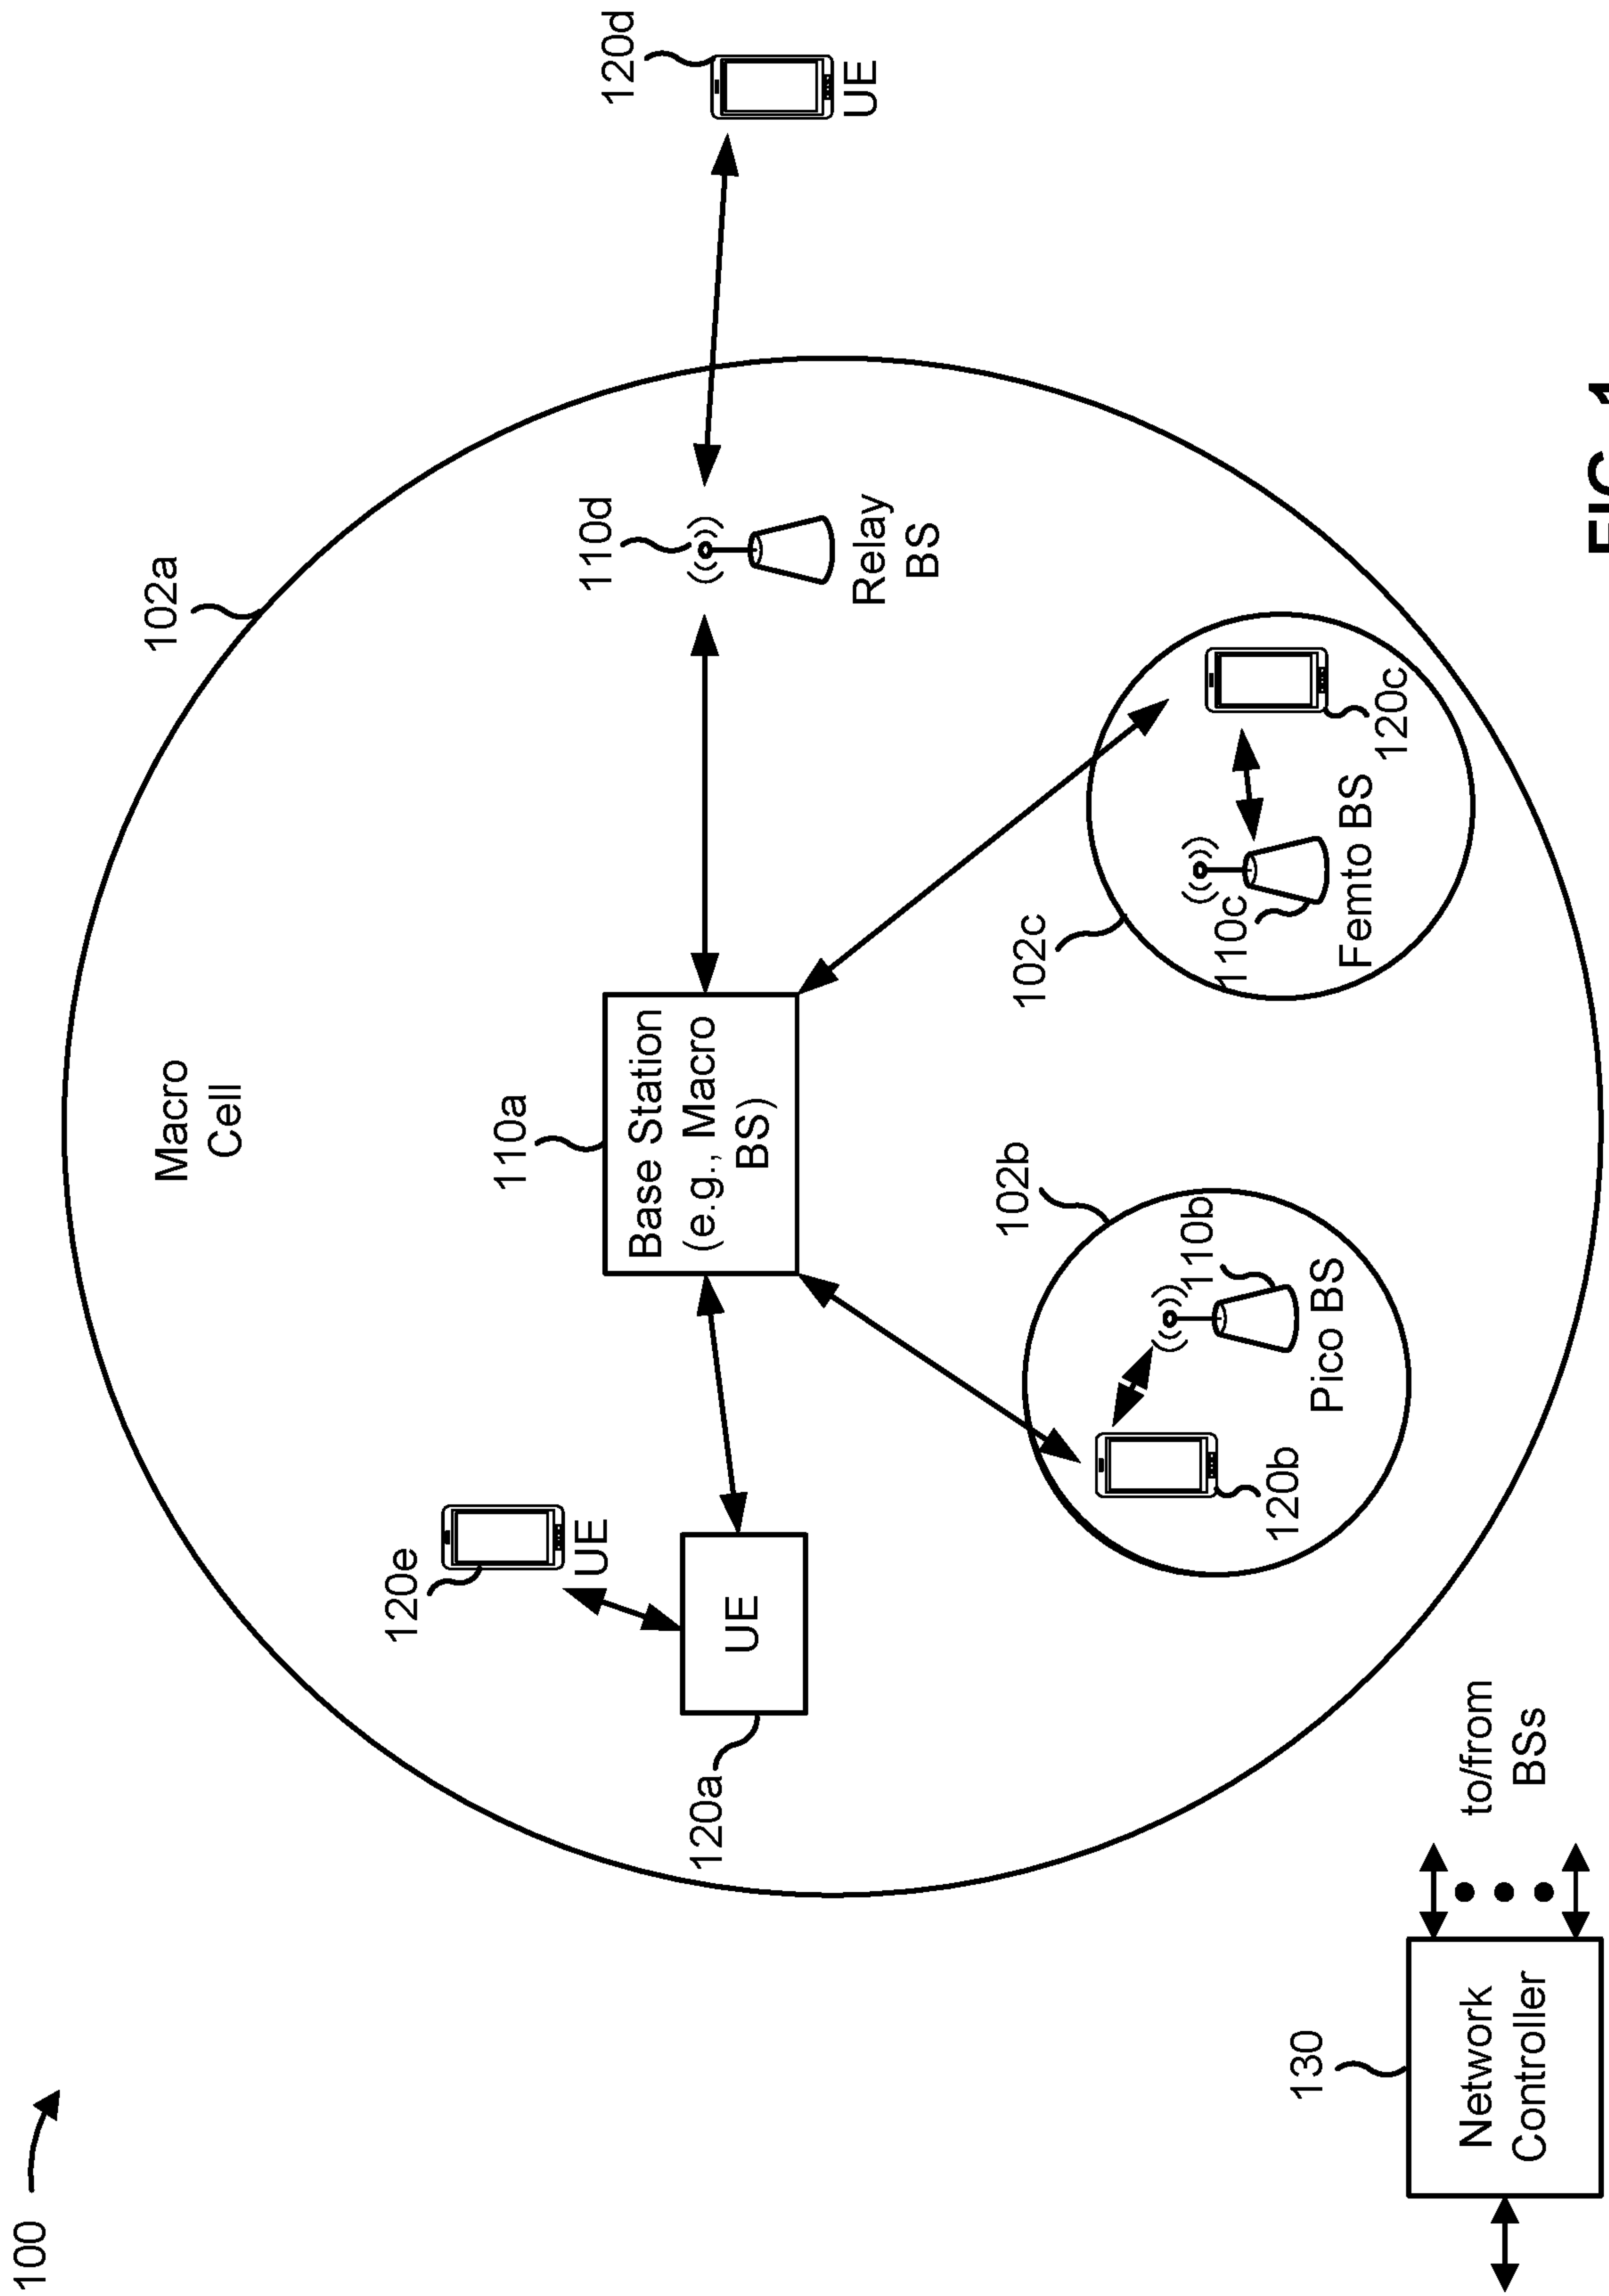 100
102a
Macro
Cell
120d
UE
110d
Relay
BS
110a
Base Station
(e.g., Macro
BS)
120e
UE
UE
120a
102b
110b
Pico BS
120b
102c
110c
Femto BS
120c
130
Network
Controller
to/from
BSs
FIG. 1